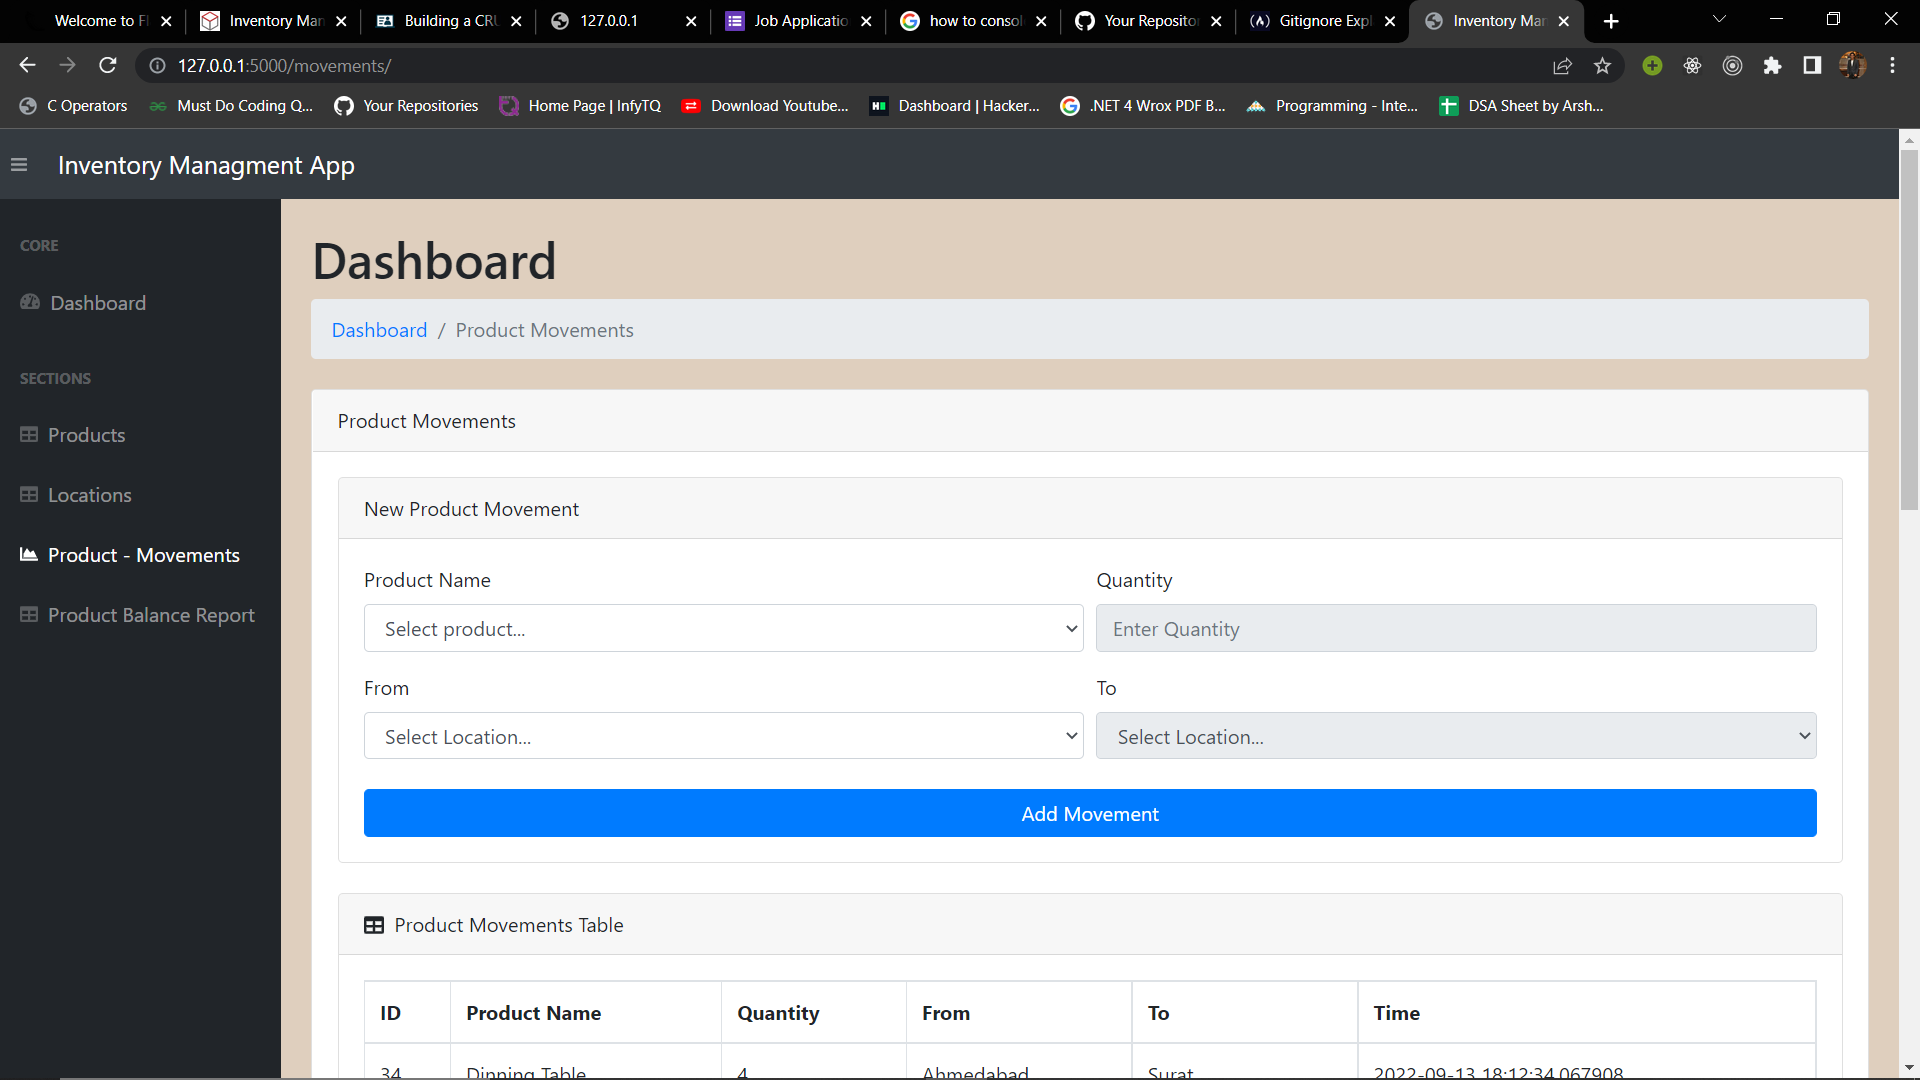 Welcome to Fl
Inventory Man
Building a CRU
127.0.0.1
Job Applicatio
how to consol
Your Reposito
Gitignore Expl
Inventory Man
127.0.0.1:5000/movements/
C Operators
Must Do Coding Q...
Your Repositories
Home Page | InfyTQ
Download Youtube...
Dashboard | Hacker...
.NET 4 Wrox PDF B...
Programming - Inte...
DSA Sheet by Arsh...
Inventory Managment App
CORE
Dashboard
SECTIONS
Products
Locations
Product - Movements
Product Balance Report
Dashboard
Dashboard / Product Movements
Product Movements
New Product Movement
Product Name Quantity
Select product... Enter Quantity
From To
Select Location... Select Location...
Add Movement
Product Movements Table
ID Product Name Quantity From To Time
34 Dinning Table 4 Ahmedabad Surat 2022-09-13 18:12:34.067908